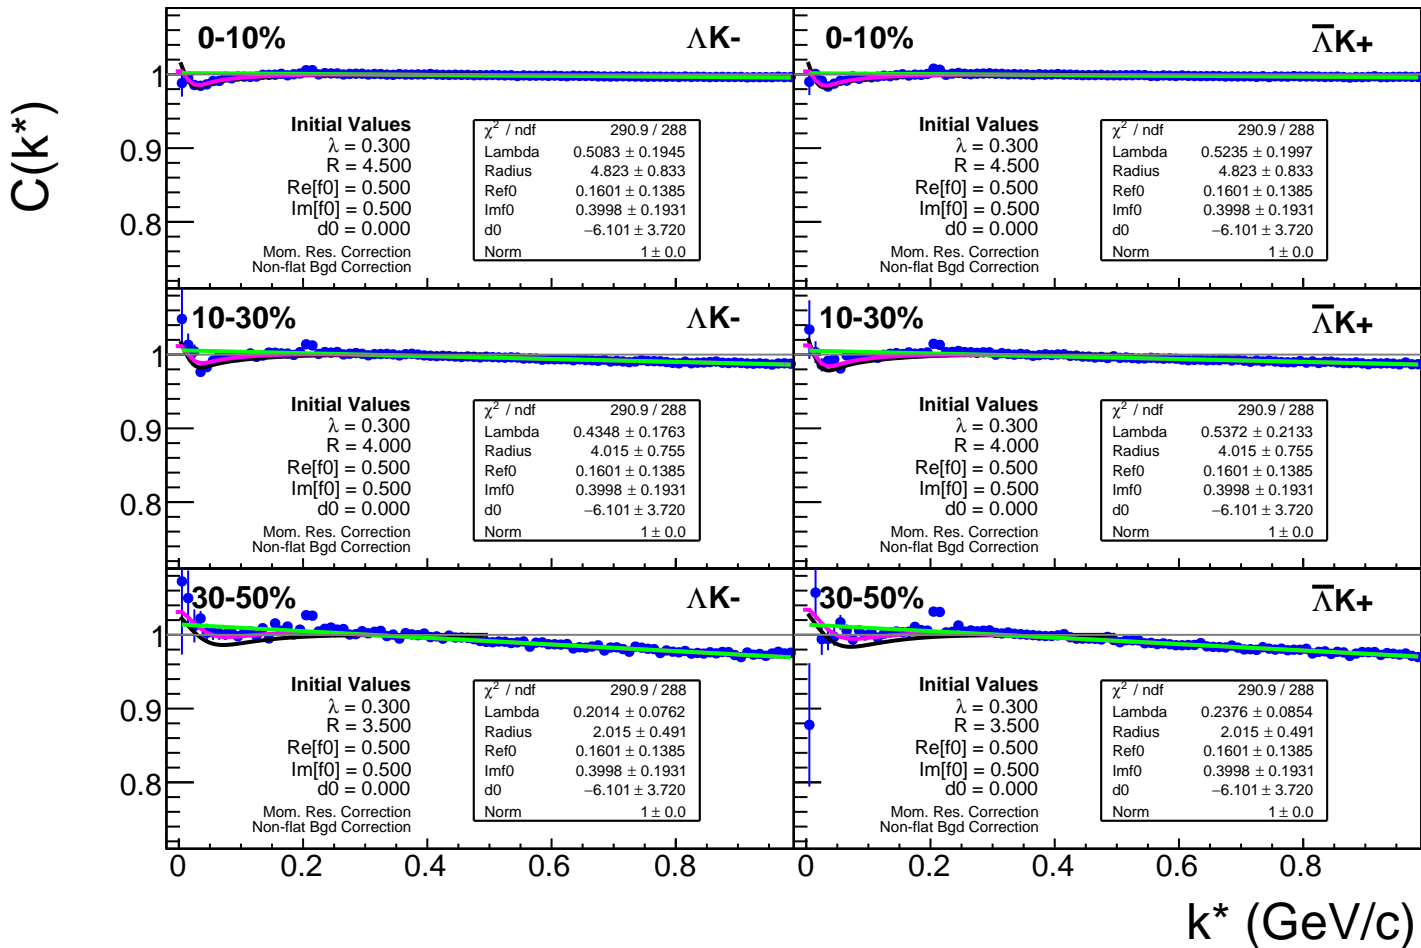 C(k*)
0-10%
ΛK-
1
0.9
0.8
Initial Values
λ = 0.300
R = 4.500
Re[f0] = 0.500
Im[f0] = 0.500
d0 = 0.000
Mom. Res. Correction
Non-flat Bgd Correction
χ² / ndf 290.9 / 288
Lambda 0.5083 ± 0.1945
Radius 4.823 ± 0.833
Ref0 0.1601 ± 0.1385
Imf0 0.3998 ± 0.1931
d0 −6.101 ± 3.720
Norm 1 ± 0.0
0-10%
Λ̅K+
Initial Values
λ = 0.300
R = 4.500
Re[f0] = 0.500
Im[f0] = 0.500
d0 = 0.000
Mom. Res. Correction
Non-flat Bgd Correction
χ² / ndf 290.9 / 288
Lambda 0.5235 ± 0.1997
Radius 4.823 ± 0.833
Ref0 0.1601 ± 0.1385
Imf0 0.3998 ± 0.1931
d0 −6.101 ± 3.720
Norm 1 ± 0.0
10-30%
ΛK-
1
0.9
0.8
Initial Values
λ = 0.300
R = 4.000
Re[f0] = 0.500
Im[f0] = 0.500
d0 = 0.000
Mom. Res. Correction
Non-flat Bgd Correction
χ² / ndf 290.9 / 288
Lambda 0.4348 ± 0.1763
Radius 4.015 ± 0.755
Ref0 0.1601 ± 0.1385
Imf0 0.3998 ± 0.1931
d0 −6.101 ± 3.720
Norm 1 ± 0.0
10-30%
Λ̅K+
Initial Values
λ = 0.300
R = 4.000
Re[f0] = 0.500
Im[f0] = 0.500
d0 = 0.000
Mom. Res. Correction
Non-flat Bgd Correction
χ² / ndf 290.9 / 288
Lambda 0.5372 ± 0.2133
Radius 4.015 ± 0.755
Ref0 0.1601 ± 0.1385
Imf0 0.3998 ± 0.1931
d0 −6.101 ± 3.720
Norm 1 ± 0.0
30-50%
ΛK-
1
0.9
0.8
Initial Values
λ = 0.300
R = 3.500
Re[f0] = 0.500
Im[f0] = 0.500
d0 = 0.000
Mom. Res. Correction
Non-flat Bgd Correction
χ² / ndf 290.9 / 288
Lambda 0.2014 ± 0.0762
Radius 2.015 ± 0.491
Ref0 0.1601 ± 0.1385
Imf0 0.3998 ± 0.1931
d0 −6.101 ± 3.720
Norm 1 ± 0.0
30-50%
Λ̅K+
Initial Values
λ = 0.300
R = 3.500
Re[f0] = 0.500
Im[f0] = 0.500
d0 = 0.000
Mom. Res. Correction
Non-flat Bgd Correction
χ² / ndf 290.9 / 288
Lambda 0.2376 ± 0.0854
Radius 2.015 ± 0.491
Ref0 0.1601 ± 0.1385
Imf0 0.3998 ± 0.1931
d0 −6.101 ± 3.720
Norm 1 ± 0.0
0 0.2 0.4 0.6 0.8
0 0.2 0.4 0.6 0.8
k* (GeV/c)